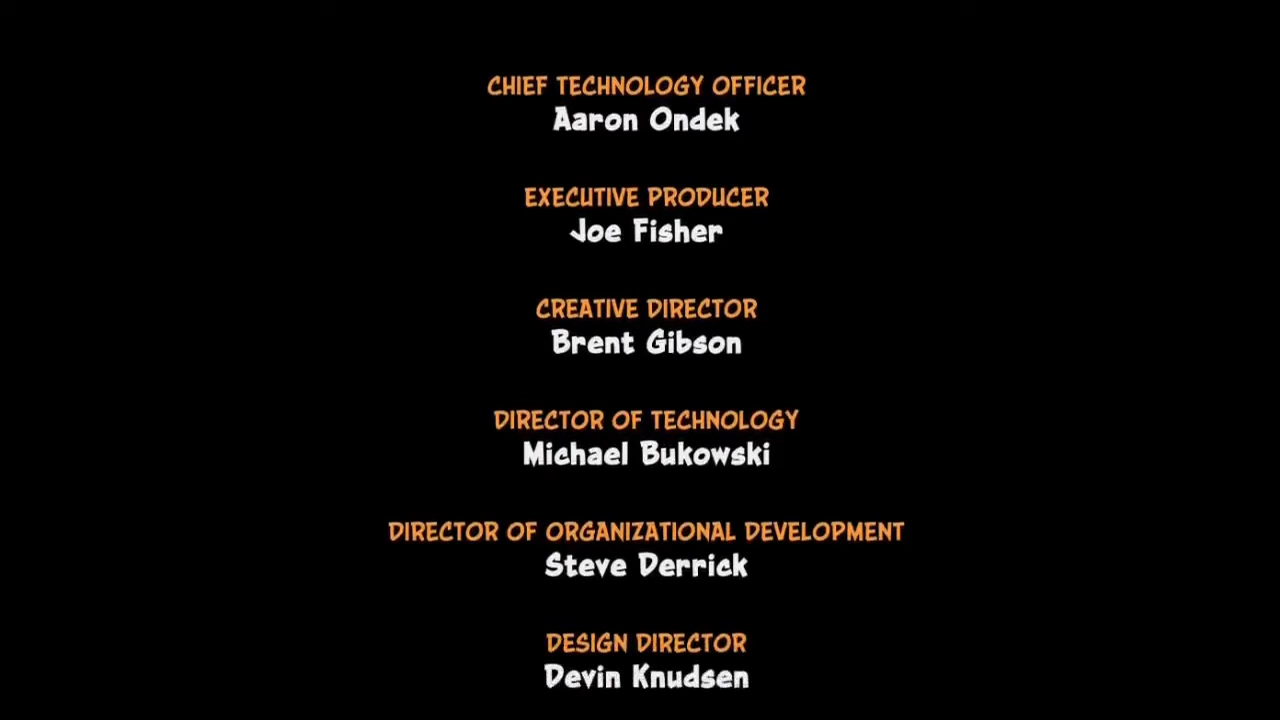 CHIEF TECHNOLOGY OFFICER
Aaron Ondek
EXECUTIVE PRODUCER
Joe Fisher
CREATIVE DIRECTOR
Brent Gibson
DIRECTOR OF TECHNOLOGY
Michael Bukowski
DIRECTOR OF ORGANIZATIONAL DEVELOPMENT
Steve Derrick
DESIGN DIRECTOR
Devin Knudsen